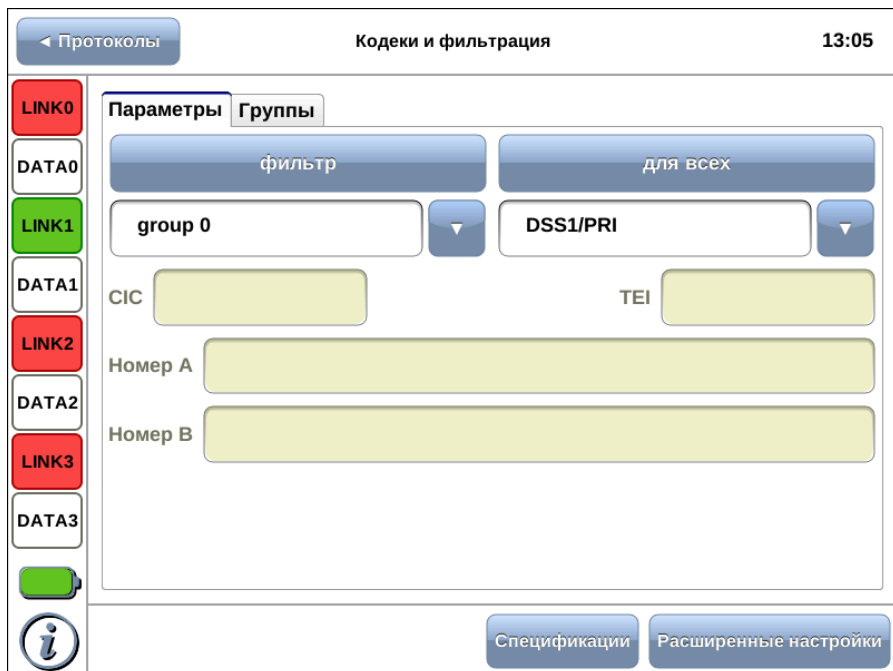 ◄ Протоколы Кодеки и фильтрация 13:05
LINK0
DATA0
LINK1
DATA1
LINK2
DATA2
LINK3
DATA3
i
Параметры Группы
фильтр для всех
group 0 DSS1/PRI
CIC TEI
Номер A
Номер B
Спецификации Расширенные настройки